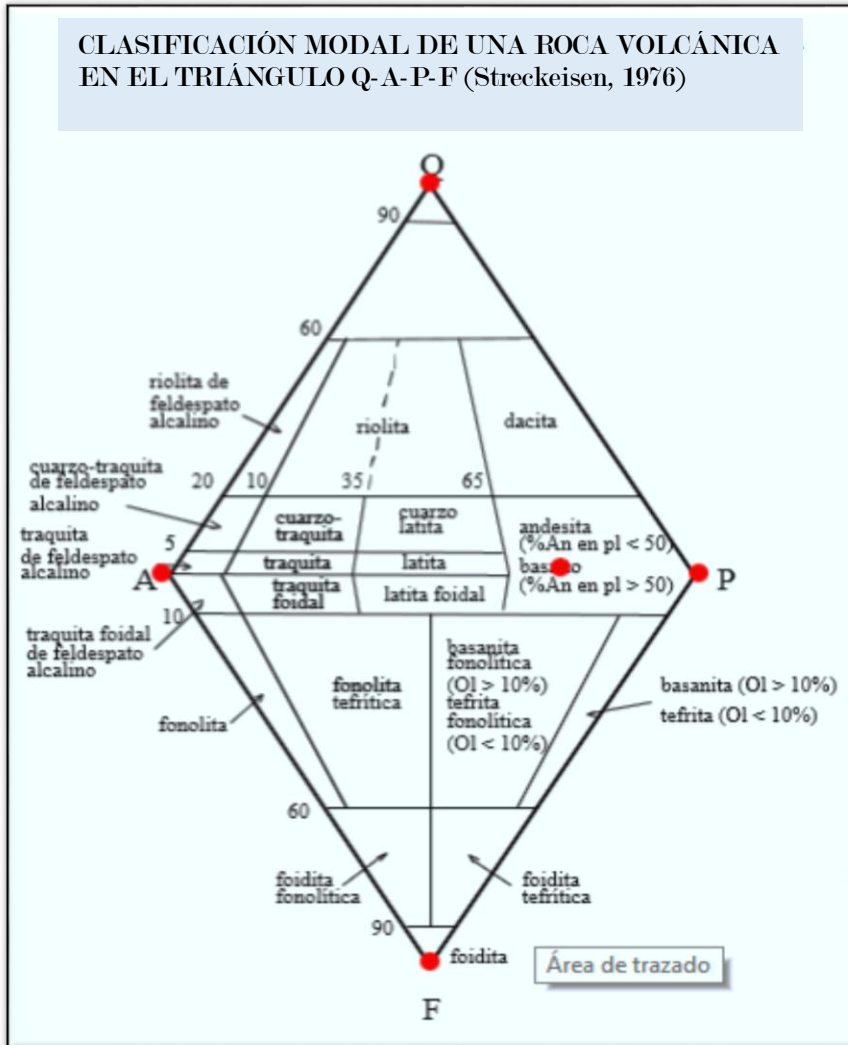 CLASIFICACIÓN MODAL DE UNA ROCA VOLCÁNICA
EN EL TRIÁNGULO Q-A-P-F (Streckeisen, 1976)
Q
90
60
riolita de
feldespato
alcalino
riolita
dacita
cuarzo-traquita
de feldespato
alcalino
20
10
35
65
cuarzo-
traquita
cuarzo
latita
andesita
(%An en pl < 50)
traquita
de feldespato
alcalino
5
traquita
latita
(%An en pl > 50)
A
P
traquita
foidal
latita foidal
10
traquita foidal
de feldespato
alcalino
fonolita
fonolita
tefrítica
basanita
fonolítica
(Ol > 10%)
tefrita
fonolítica
(Ol < 10%)
basanita (Ol > 10%)
tefrita (Ol < 10%)
60
foidita
fonolítica
foidita
tefrítica
90
foidita
Área de trazado
F